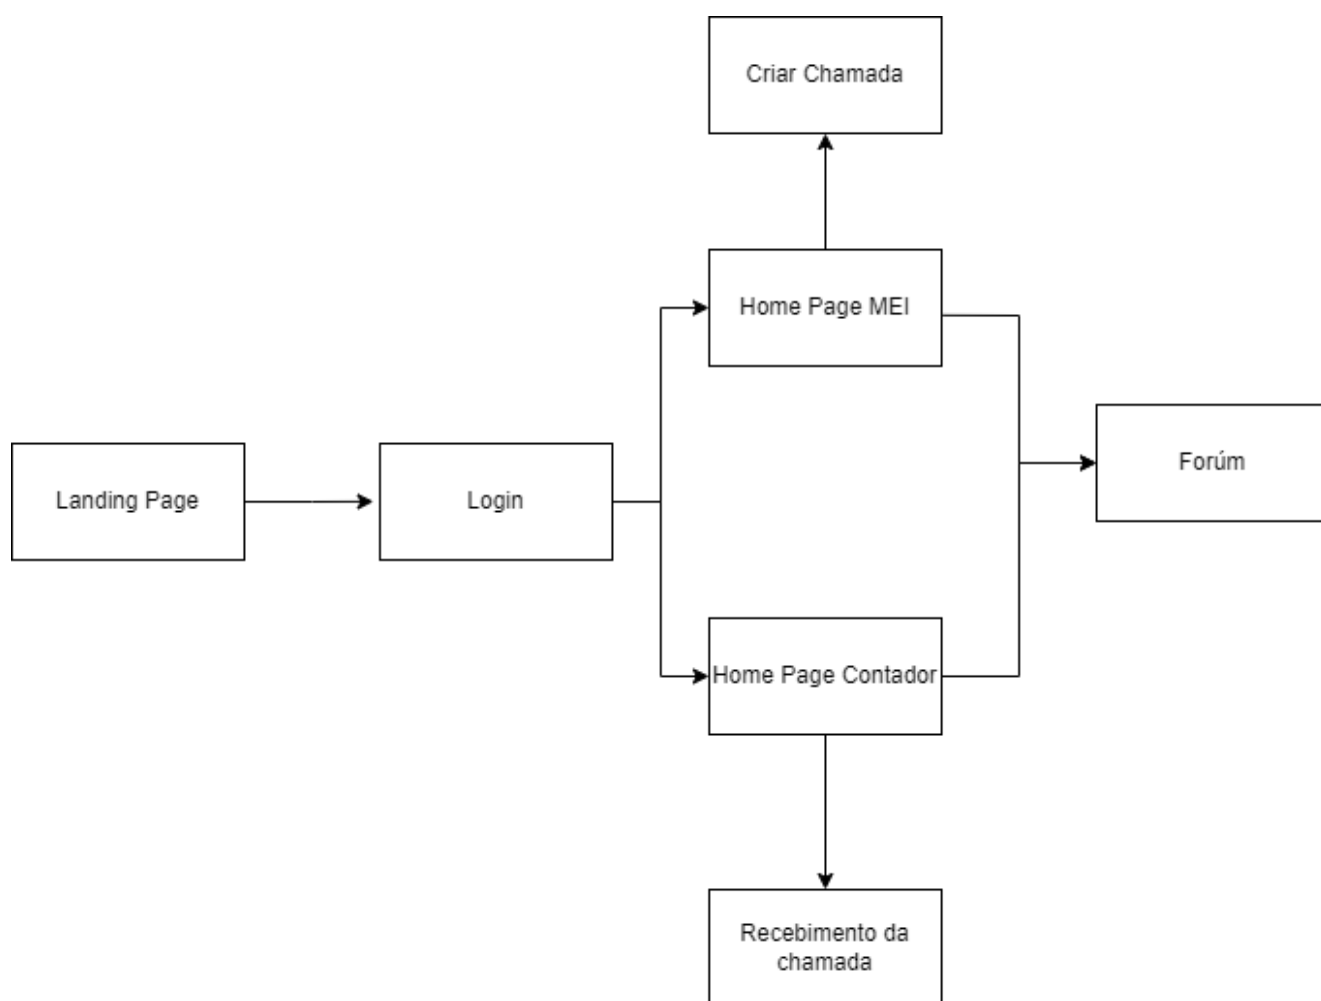 Criar Chamada
Home Page MEI
Forúm
Landing Page
Login
Home Page Contador
Recebimento da
chamada